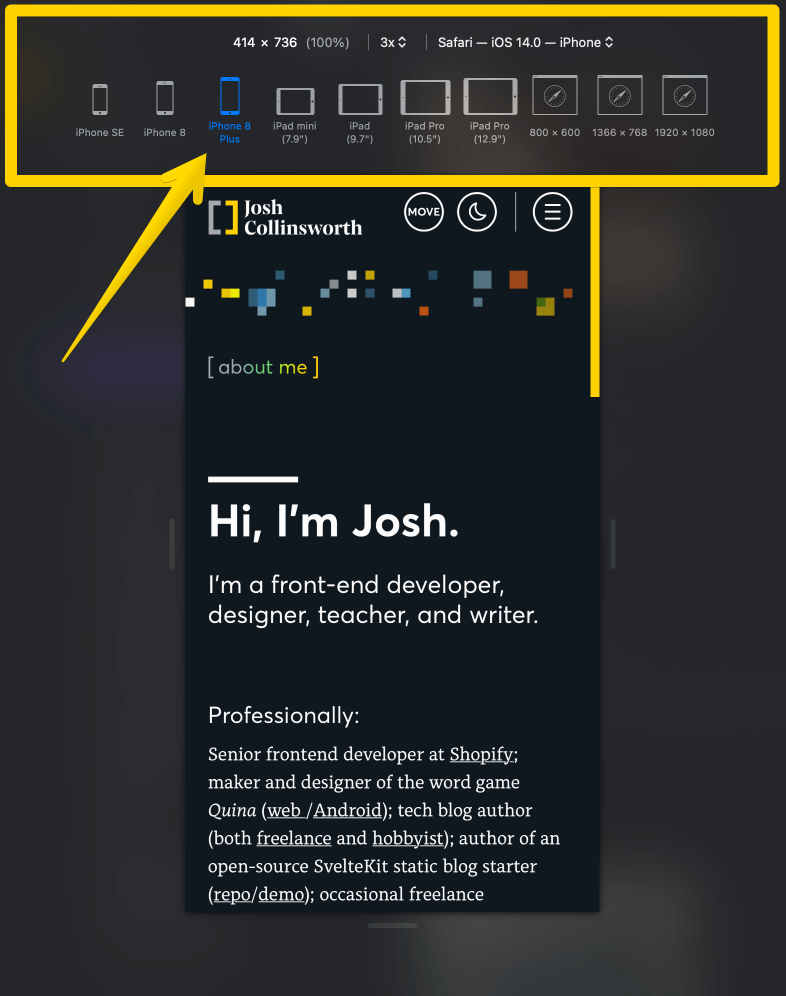 414 × 736 (100%) 3x Safari — iOS 14.0 — iPhone
iPhone SE
iPhone 8
iPhone 8
Plus
iPad mini
(7.9")
iPad
(9.7")
iPad Pro
(10.5")
iPad Pro
(12.9")
800 × 600
1366 × 768
1920 × 1080
Josh
Collinsworth
MOVE
[ about me ]
Hi, I’m Josh.
I’m a front-end developer,
designer, teacher, and writer.
Professionally:
Senior frontend developer at Shopify;
maker and designer of the word game
Quina (web /Android); tech blog author
(both freelance and hobbyist); author of an
open-source SvelteKit static blog starter
(repo/demo); occasional freelance